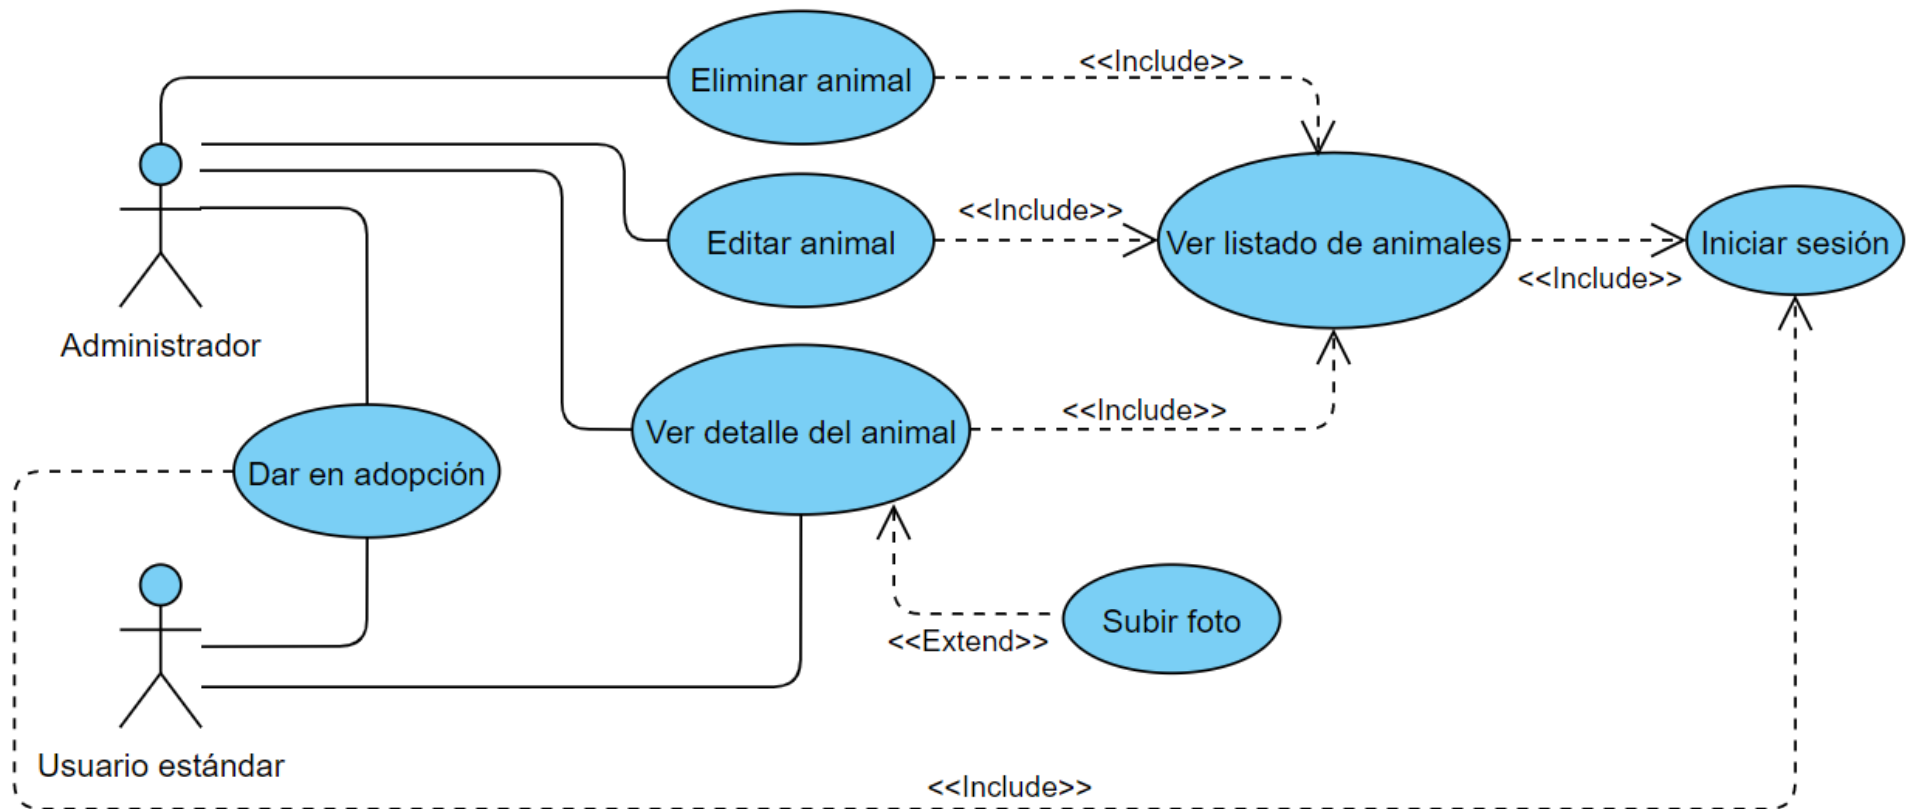 <<Include>>
Eliminar animal
<<Include>>
Editar animal
Ver listado de animales
Iniciar sesión
<<Include>>
Administrador
<<Include>>
Ver detalle del animal
Dar en adopción
Subir foto
<<Extend>>
Usuario estándar
<<Include>>